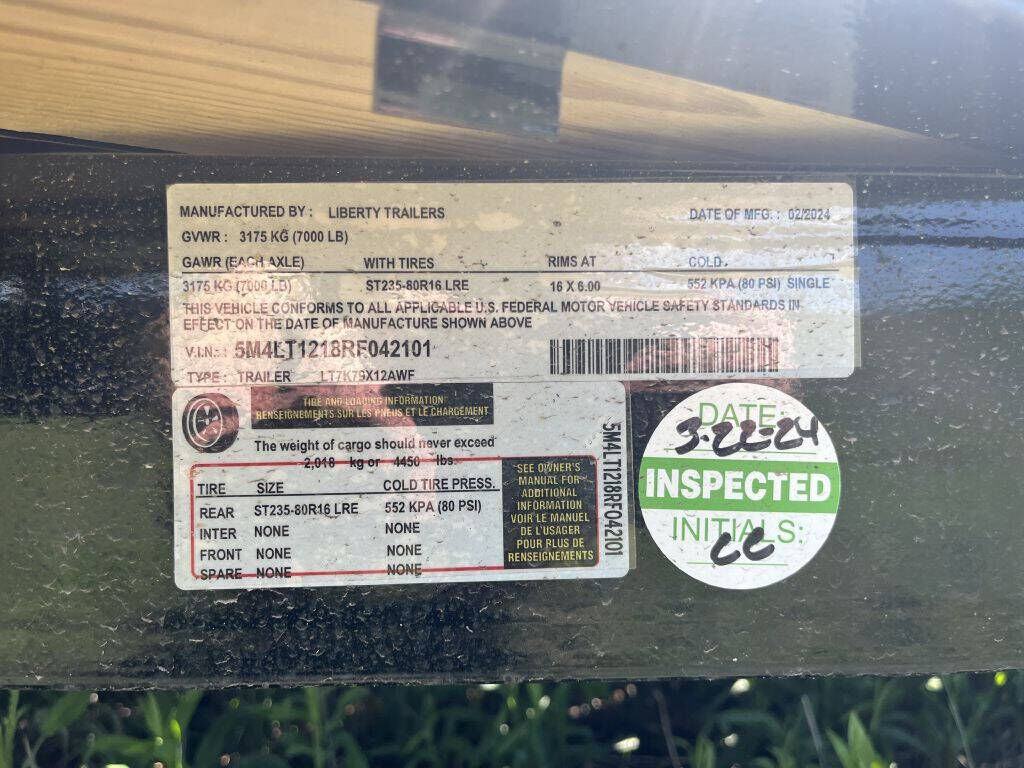 MANUFACTURED BY : LIBERTY TRAILERS DATE OF MFG. : 02/2024
GVWR : 3175 KG (7000 LB)
GAWR (EACH AXLE) WITH TIRES RIMS AT COLD
3175 KG (7000 LB) ST235-80R16 LRE 16 X 6.00 552 KPA (80 PSI) SINGLE
THIS VEHICLE CONFORMS TO ALL APPLICABLE U.S. FEDERAL MOTOR VEHICLE SAFETY STANDARDS IN
EFFECT ON THE DATE OF MANUFACTURE SHOWN ABOVE
V.I.N.: 5M4LT1218RF042101
TYPE: TRAILER LT7K79X12AWF
TIRE AND LOADING INFORMATION
RENSEIGNEMENTS SUR LES PNEUS ET LE CHARGEMENT
The weight of cargo should never exceed
2,018 kg or 4450 lbs.
TIRE SIZE COLD TIRE PRESS.
REAR ST235-80R16 LRE 552 KPA (80 PSI)
INTER NONE NONE
FRONT NONE NONE
SPARE NONE NONE
SEE OWNER'S
MANUAL FOR
ADDITIONAL
INFORMATION
VOIR LE MANUEL
DE L'USAGER
POUR PLUS DE
RENSEIGNEMENTS
5M4LT1218RF042101
DATE:
3-22-24
INSPECTED
INITIALS:
CC